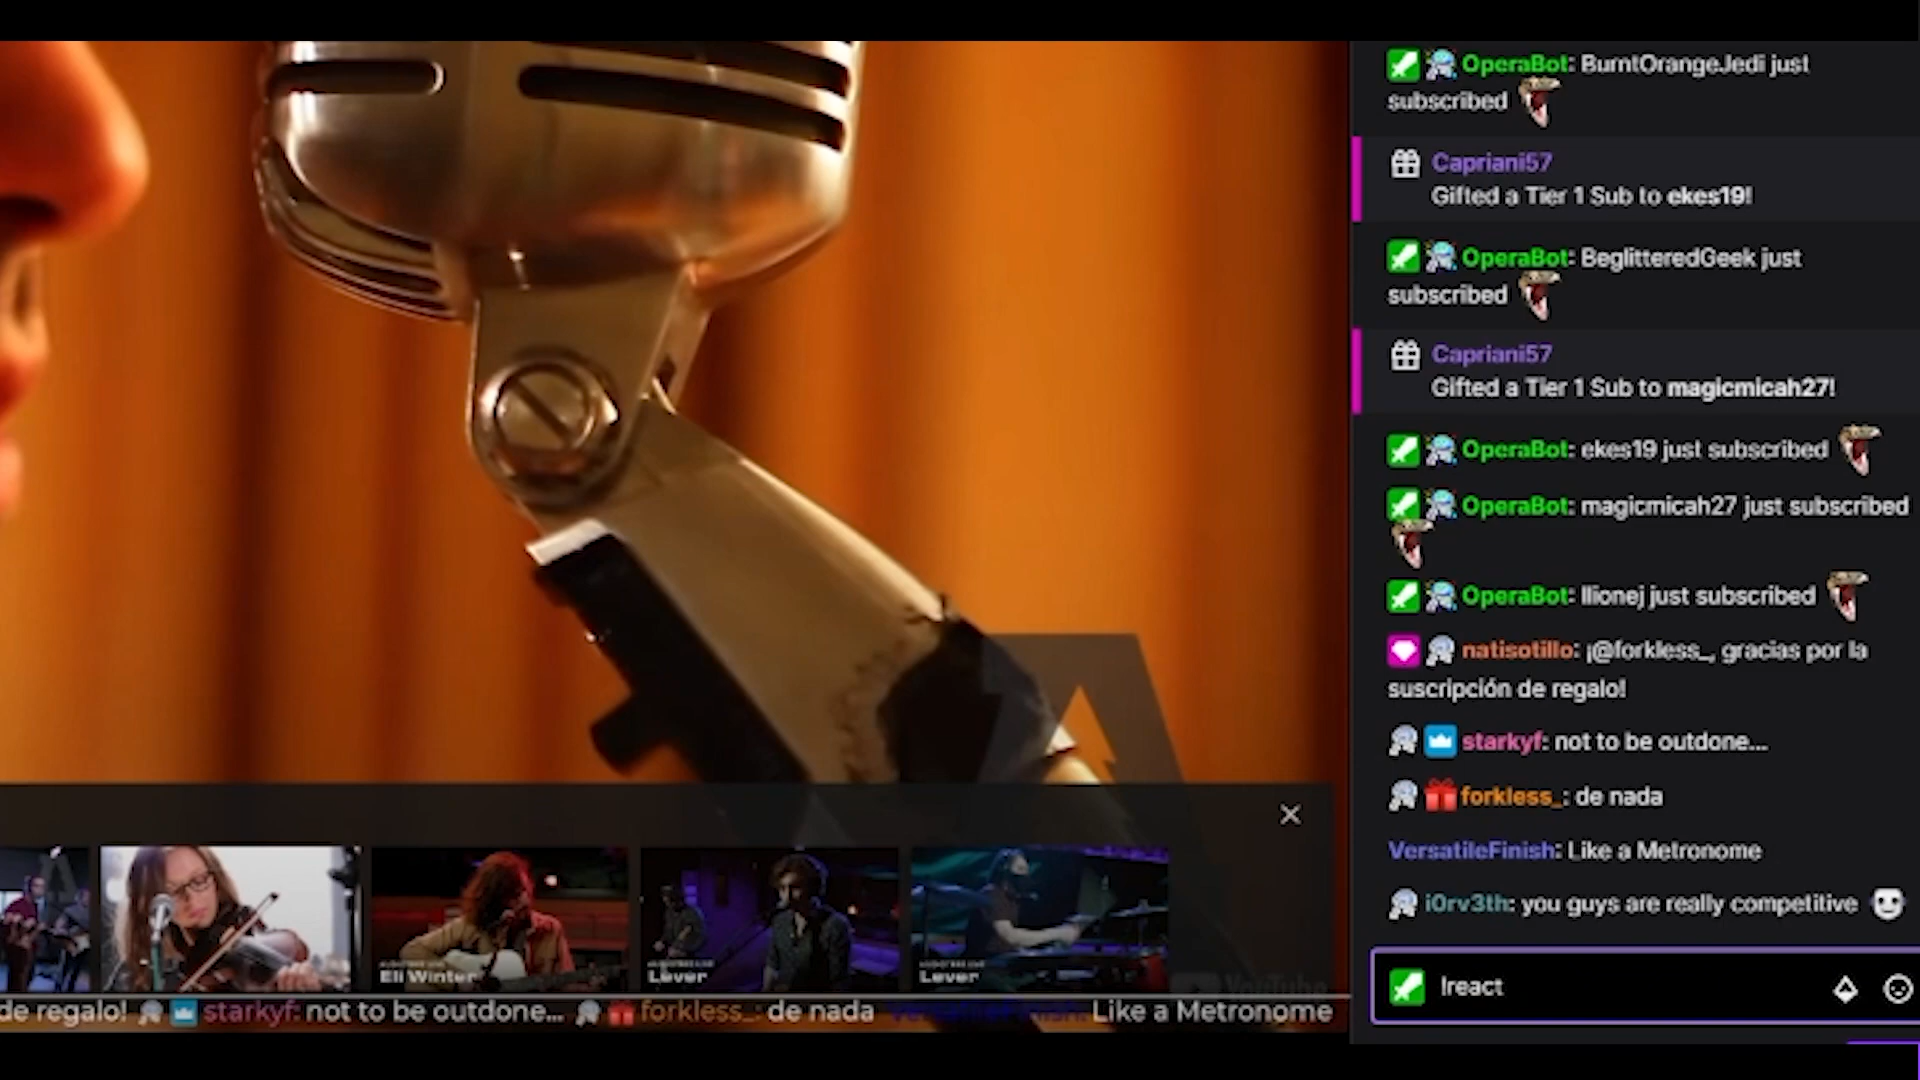 OperaBot: BurntOrangeJedi just
subscribed
Capriani57
Gifted a Tier 1 Sub to ekes19!
OperaBot: BeglitteredGeek just
subscribed
Capriani57
Gifted a Tier 1 Sub to magicmicah27!
OperaBot: ekes19 just subscribed
OperaBot: magicmicah27 just subscribed
OperaBot: llionej just subscribed
natisotillo: ¡@forkless_, gracias por la
suscripción de regalo!
starkyf: not to be outdone...
forkless_: de nada
VersatileFinish: Like a Metronome
i0rv3th: you guys are really competitive
!react
Eli Winter
Lever
Lever
YouTube
de regalo! starkyf: not to be outdone... forkless_: de nada VersatileFinish: Like a Metronome